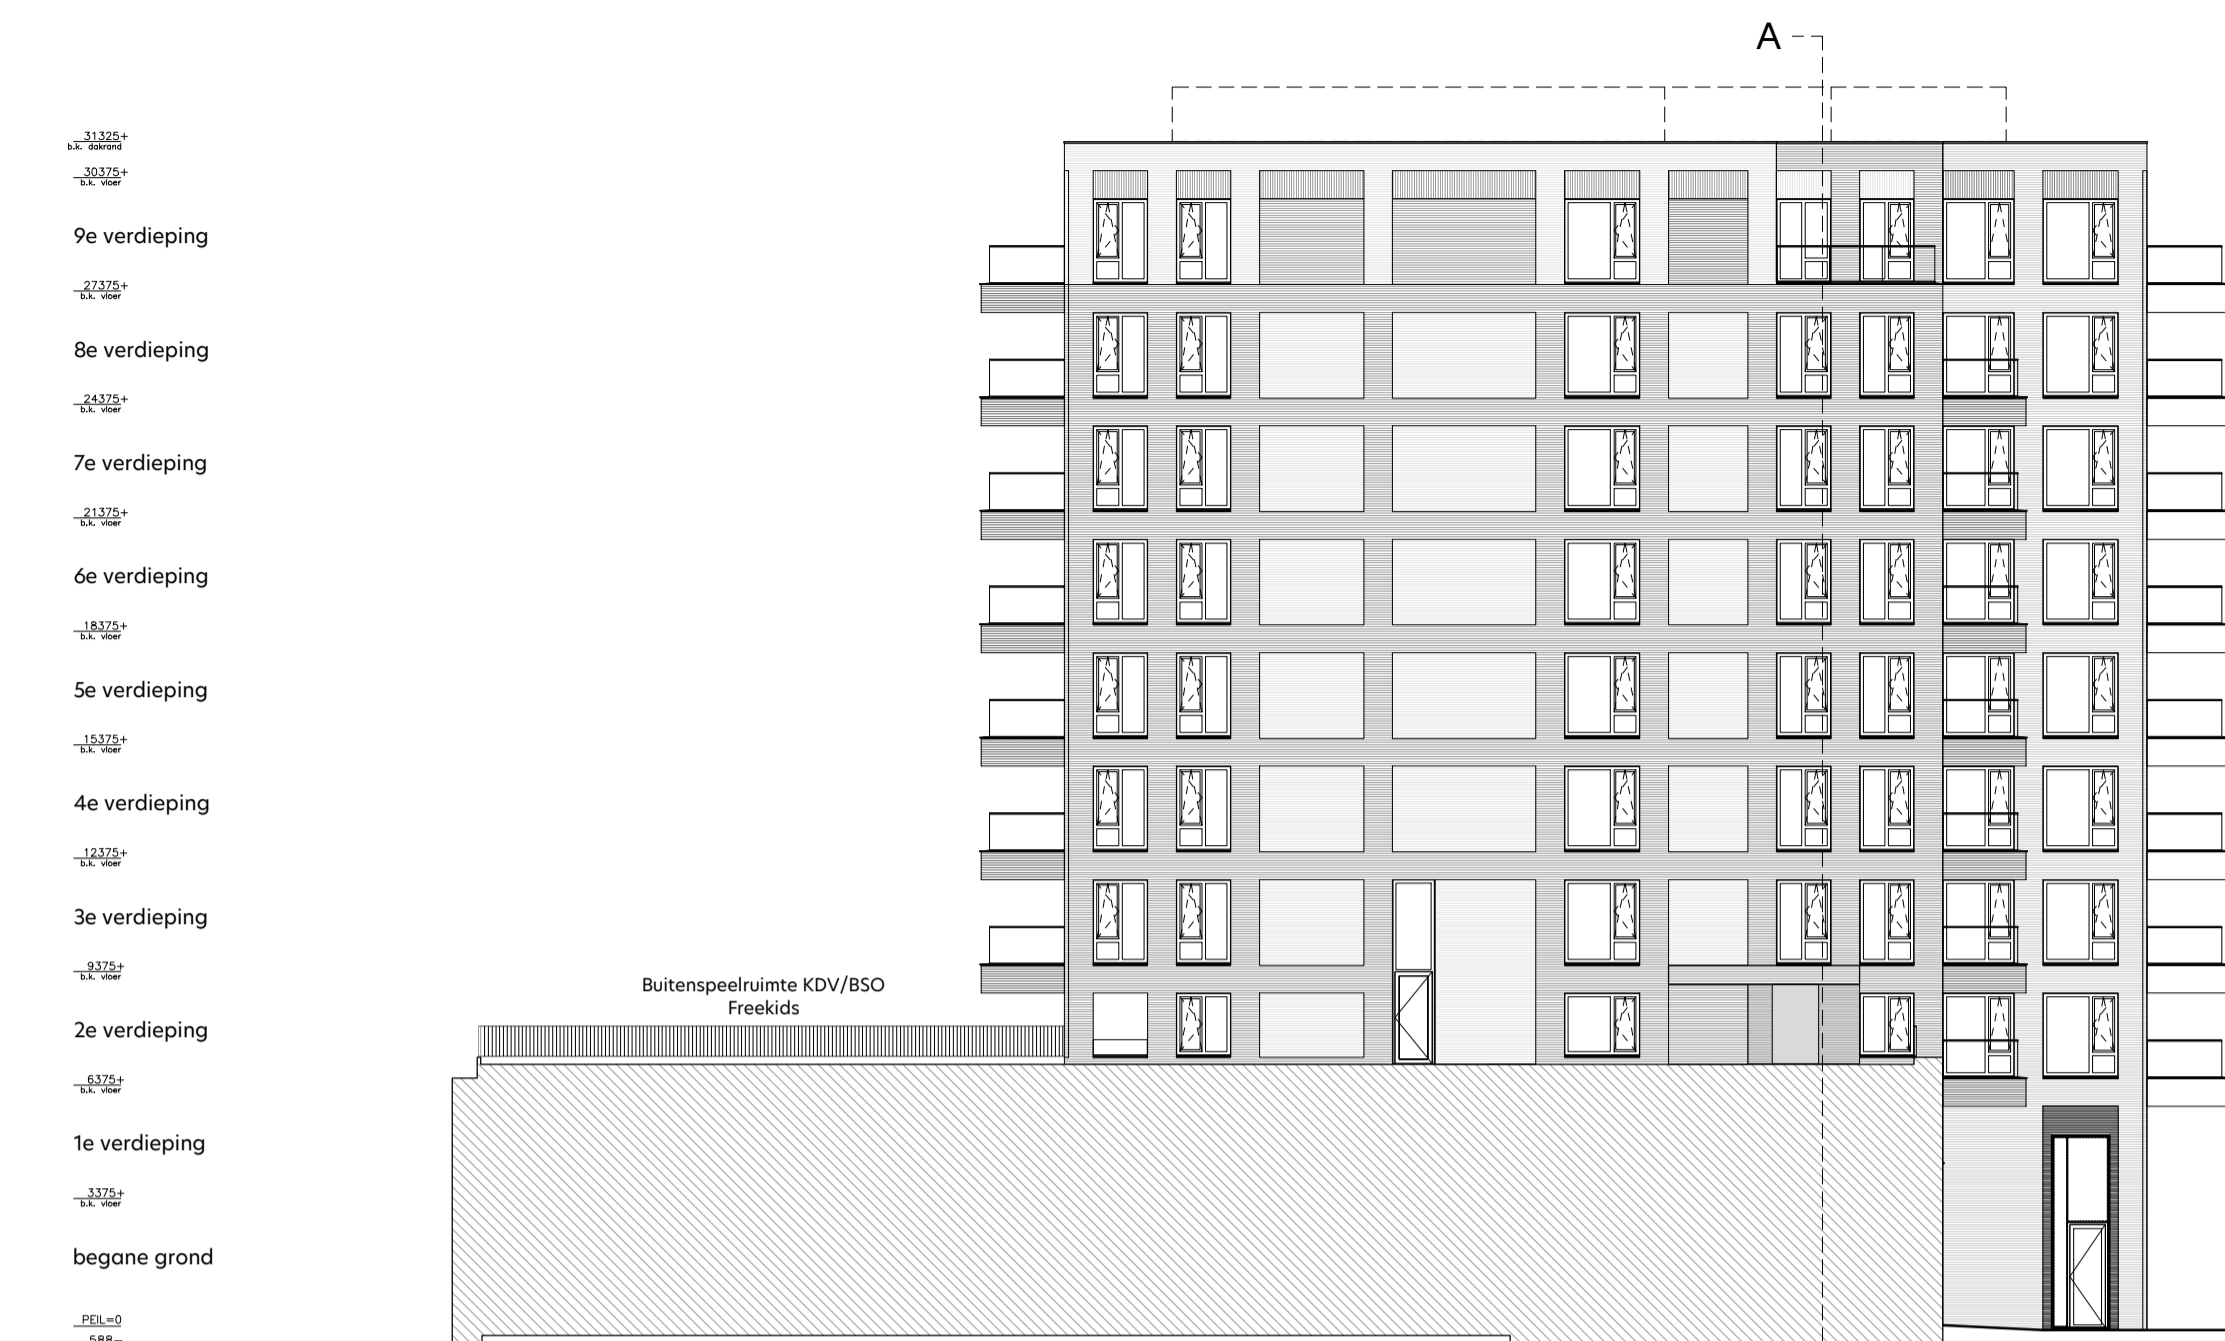 A
31325+
b.k. dakrand
30375+
b.k. vloer
9e verdieping
27375+
b.k. vloer
8e verdieping
24375+
b.k. vloer
7e verdieping
21375+
b.k. vloer
6e verdieping
18375+
b.k. vloer
5e verdieping
15375+
b.k. vloer
4e verdieping
12375+
b.k. vloer
3e verdieping
9375+
b.k. vloer
Buitenspeelruimte KDV/BSO
Freekids
2e verdieping
6375+
b.k. vloer
1e verdieping
3375+
b.k. vloer
begane grond
PEIL=0
588-